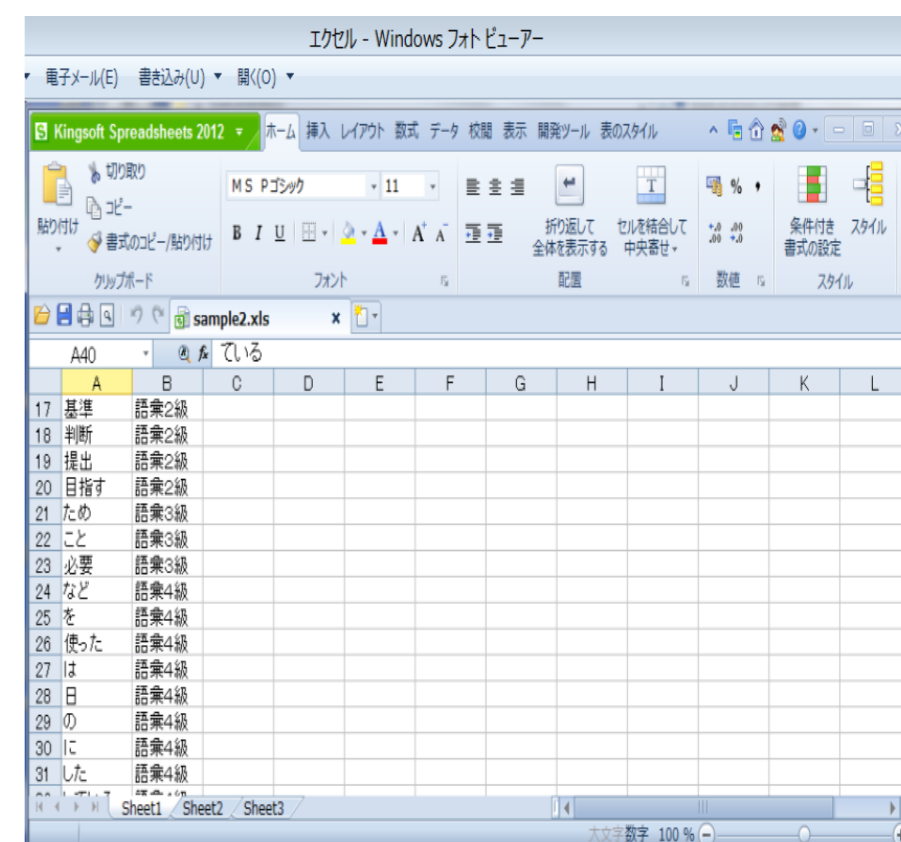 エクセル - Windows フォト ビューアー
電子メール(E) 書き込み(U) 開く(O)
Kingsoft Spreadsheets 2012 ホーム 挿入 レイアウト 数式 データ 校閲 表示 開発ツール 表のスタイル
切り取り
コピー
貼り付け 書式のコピー/貼り付け
クリップボード
MS Pゴシック 11
B I U A A⁺ A⁻
フォント
折り返して全体を表示する
セルを結合して中央寄せ
配置
% ,
数値
条件付き書式の設定
スタイル
スタイル
sample2.xls x
A40 fx ている
A B C D E F G H I J K L
17 基準 語彙2級
18 判断 語彙2級
19 提出 語彙2級
20 目指す 語彙2級
21 ため 語彙3級
22 こと 語彙3級
23 必要 語彙3級
24 など 語彙4級
25 を 語彙4級
26 使った 語彙4級
27 は 語彙4級
28 日 語彙4級
29 の 語彙4級
30 に 語彙4級
31 した 語彙4級
Sheet1 Sheet2 Sheet3
大文字 数字 100 %